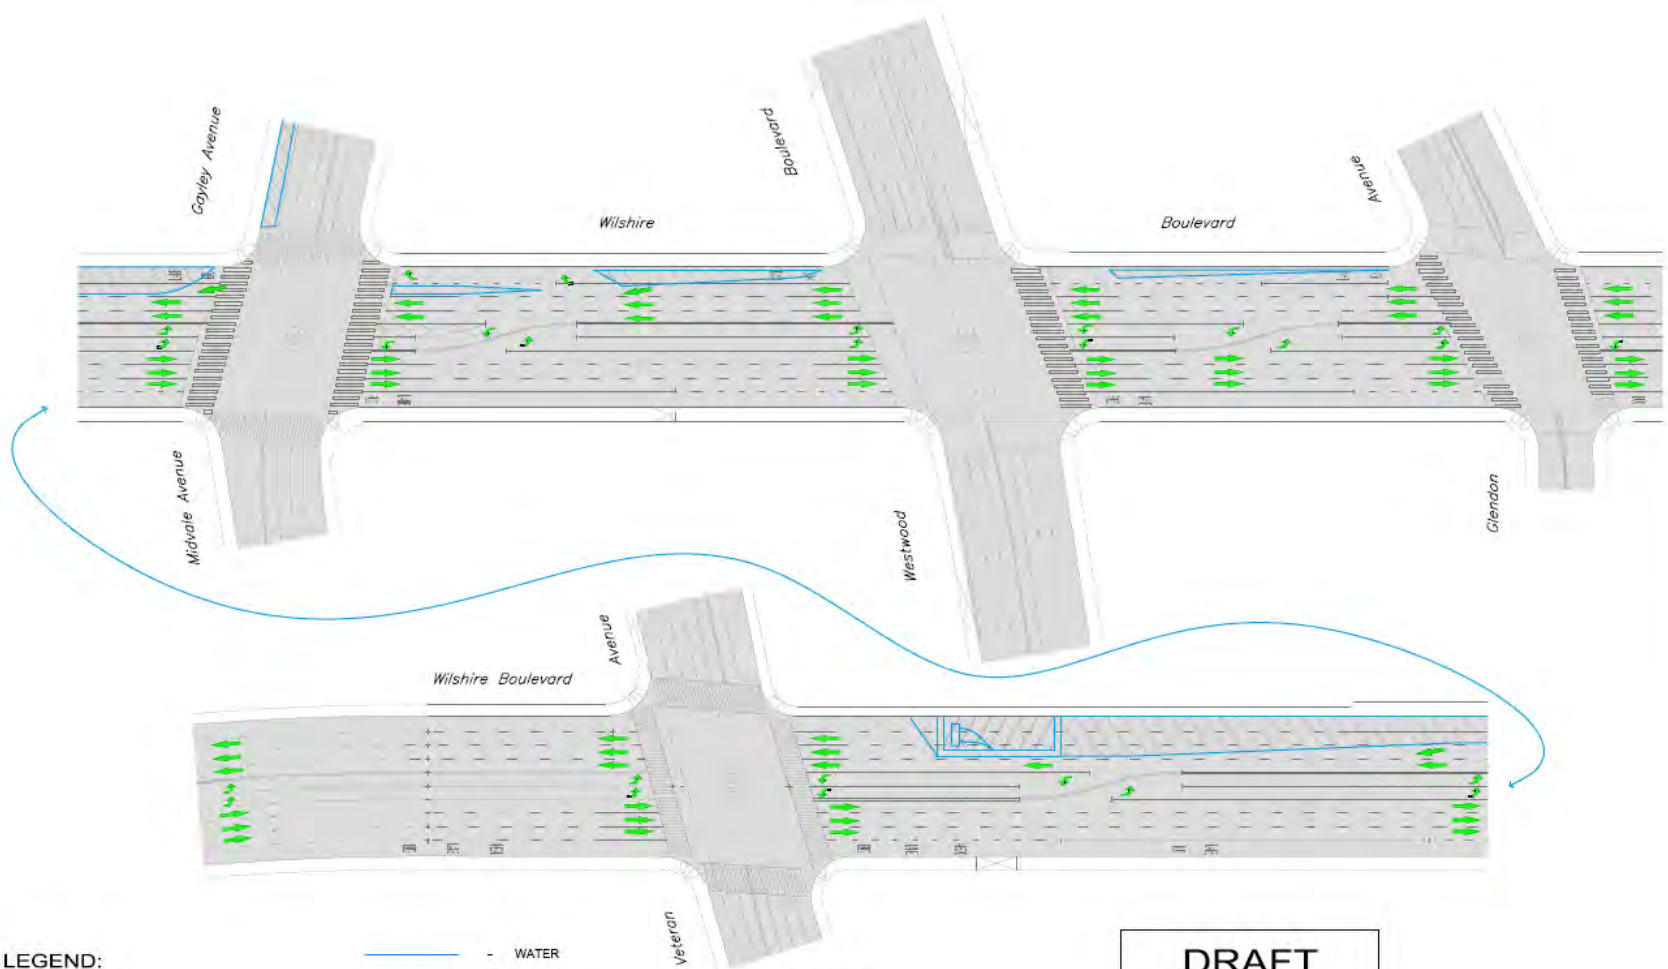 Gayley Avenue
Wilshire
Boulevard
Boulevard
Avenue
Midvale Avenue
Westwood
Glendon
Wilshire Boulevard
Avenue
Veteran
LEGEND:
- WATER
DRAFT